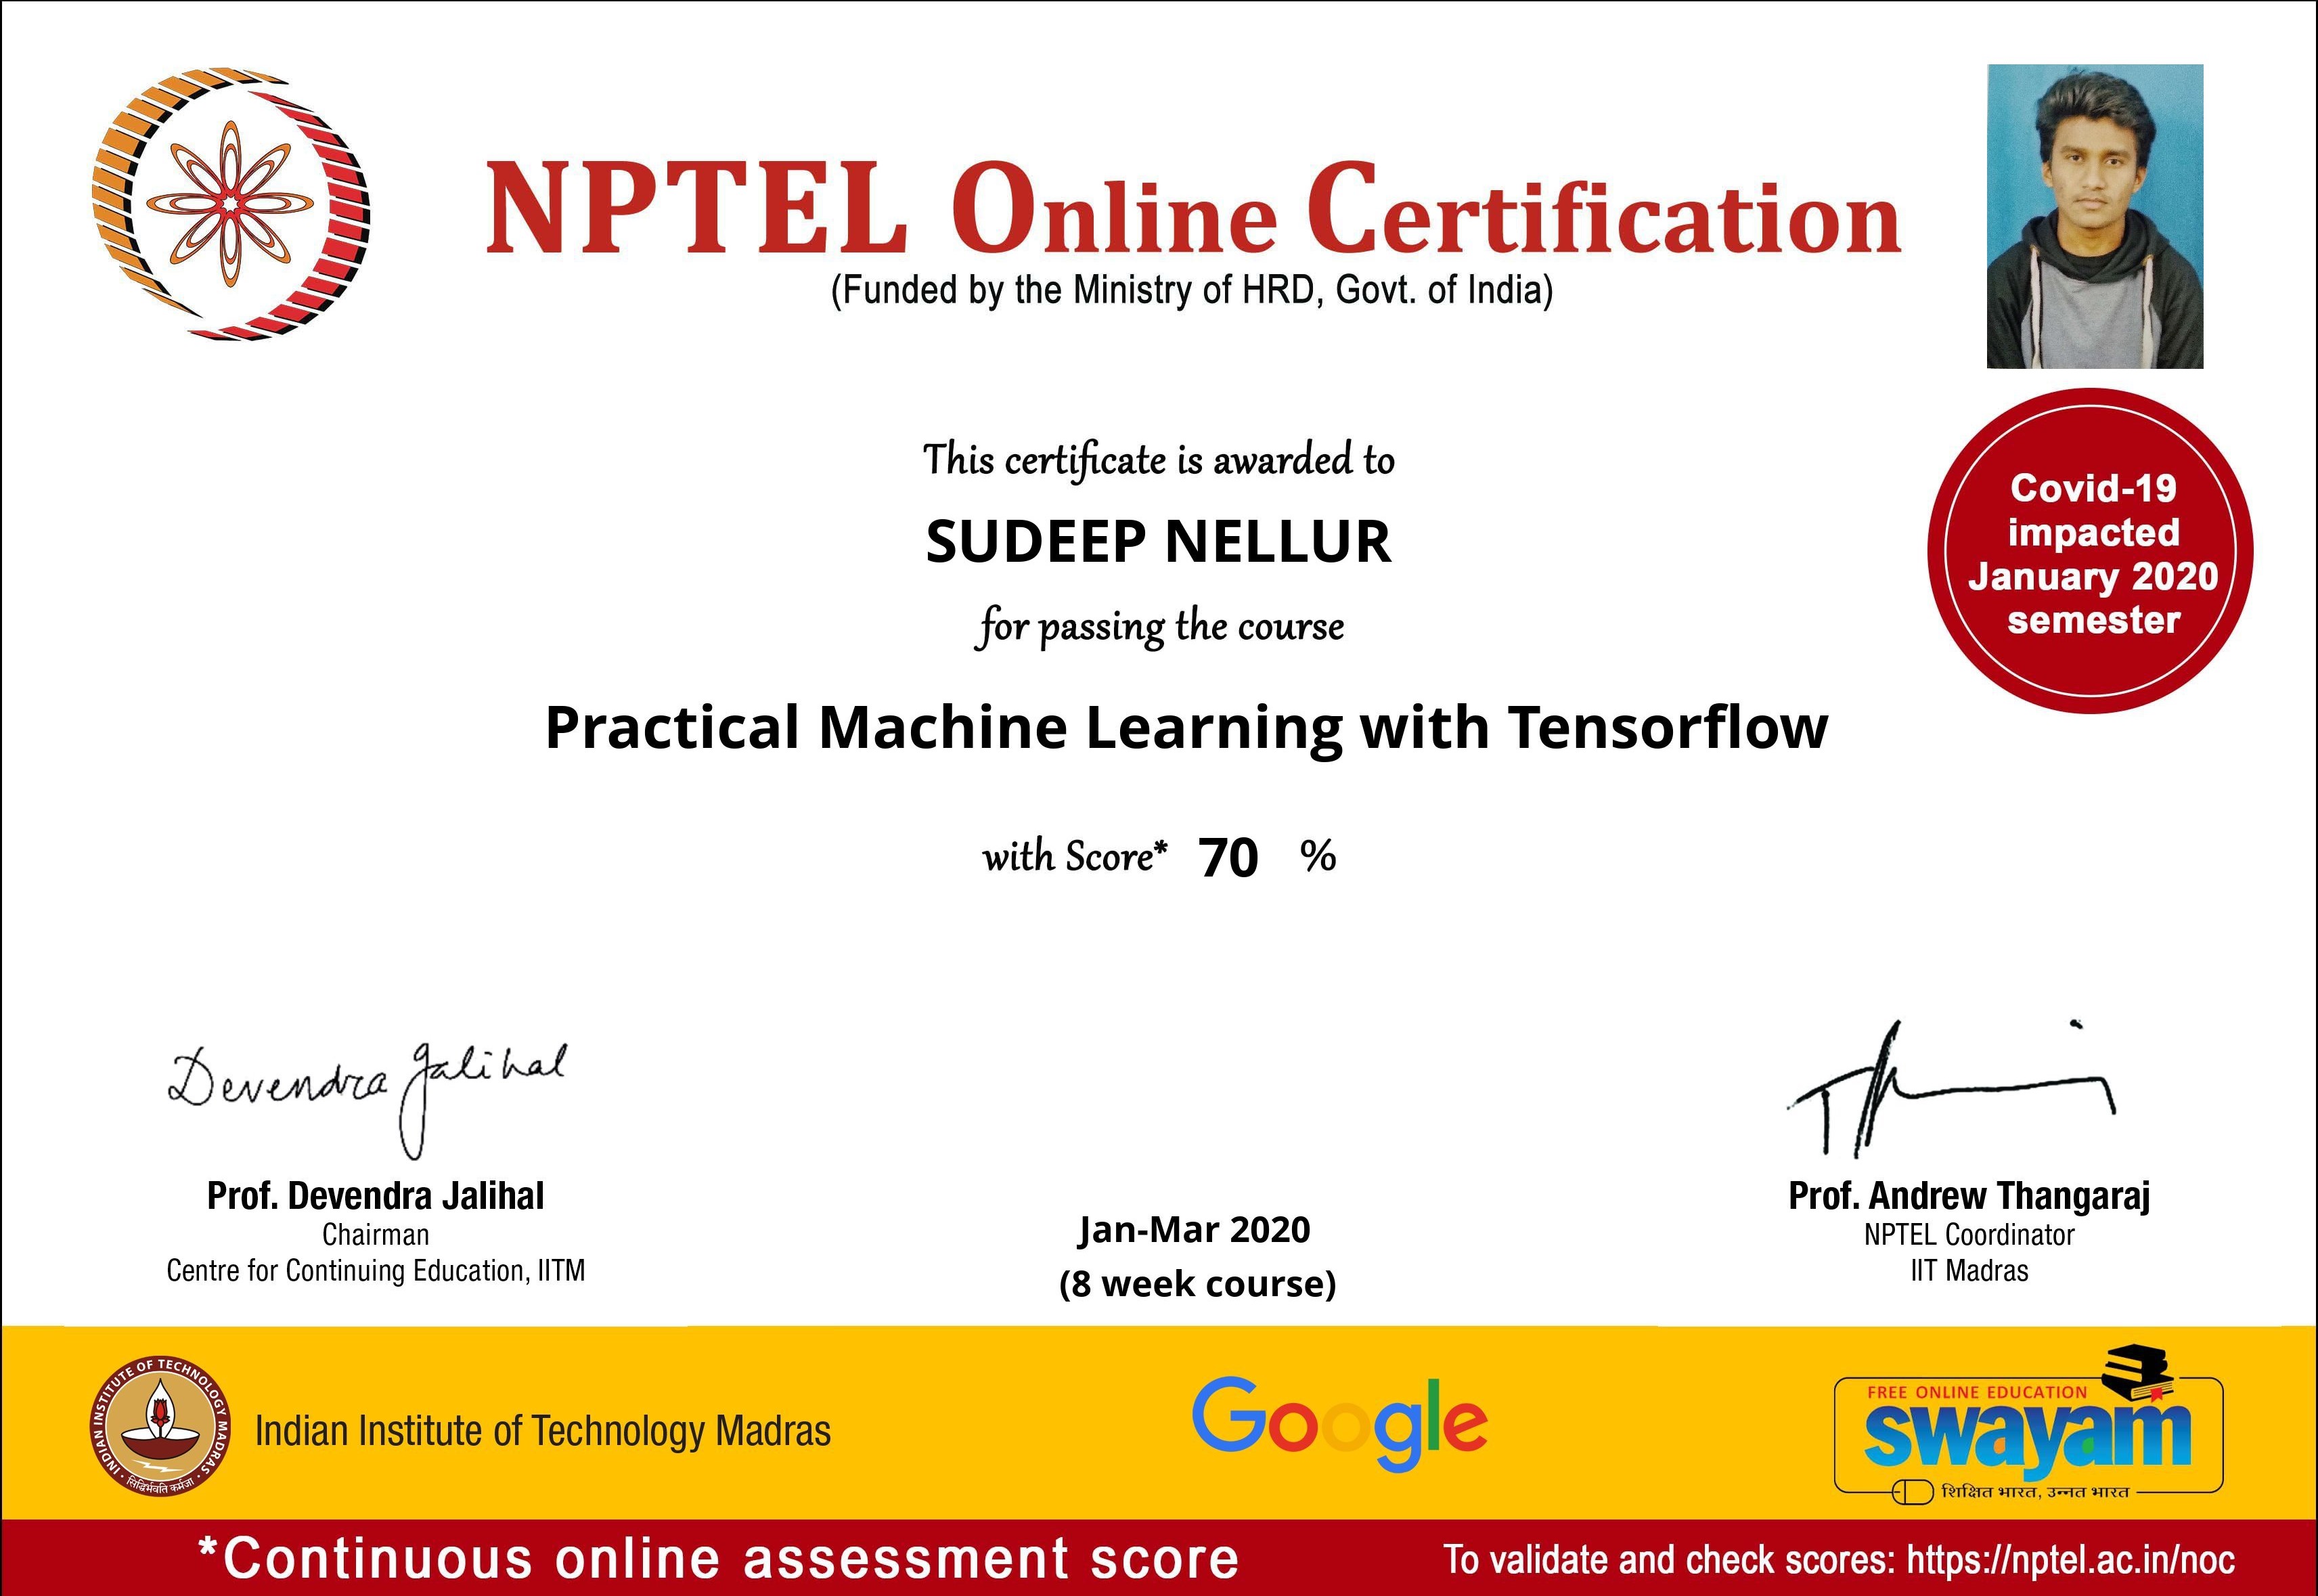 NPTEL Online Certification
(Funded by the Ministry of HRD, Govt. of India)
This certificate is awarded to
SUDEEP NELLUR
for passing the course
Practical Machine Learning with Tensorflow
with Score* 70 %
Covid-19
impacted
January 2020
semester
Devendra Jalihal
Prof. Devendra Jalihal
Chairman
Centre for Continuing Education, IITM
Jan-Mar 2020
(8 week course)
Prof. Andrew Thangaraj
NPTEL Coordinator
IIT Madras
INDIAN INSTITUTE OF TECHNOLOGY MADRAS
सिद्धिर्भवति कर्मजा
Indian Institute of Technology Madras
Google
FREE ONLINE EDUCATION
swayam
शिक्षित भारत, उन्नत भारत
*Continuous online assessment score
To validate and check scores: https://nptel.ac.in/noc